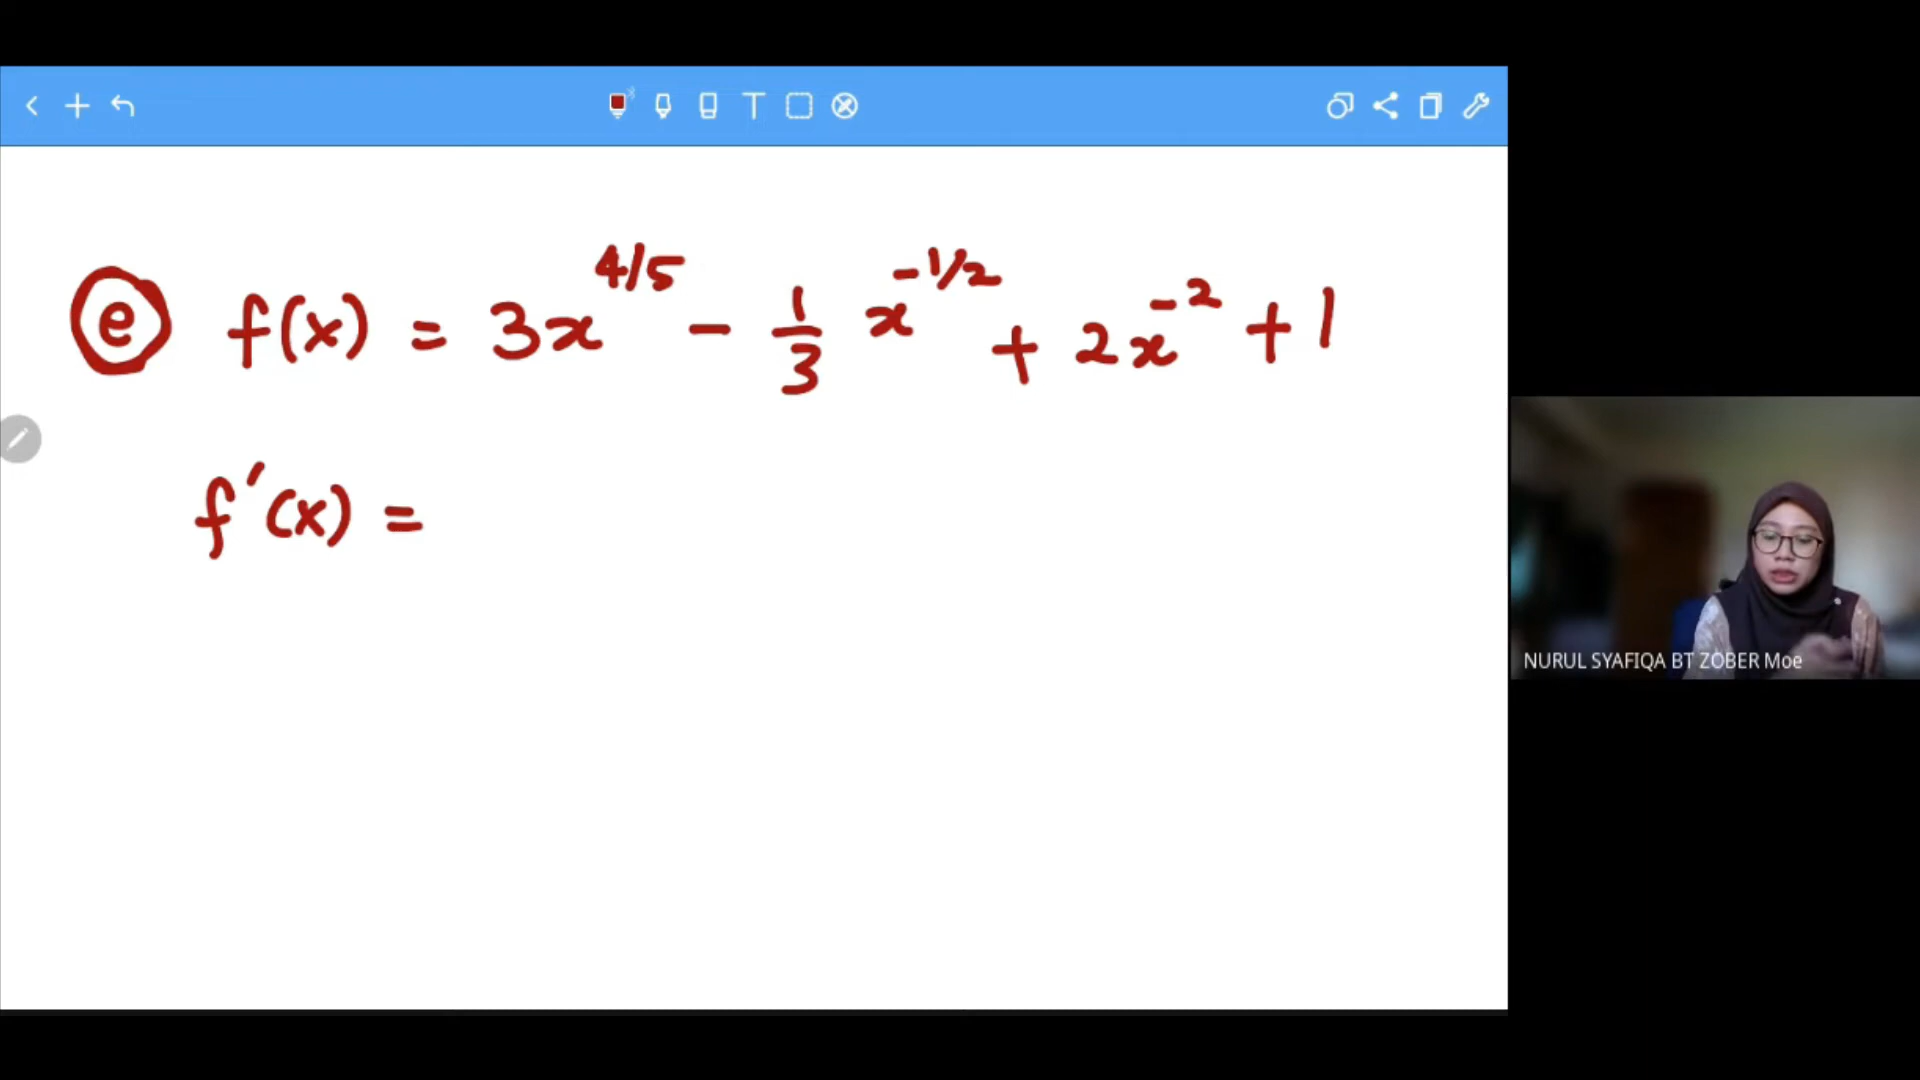 e f(x) = 3x^4/5 - 1/3 x^-1/2 + 2x^-2 + 1
f'(x) =
NURUL SYAFIQA BT ZOBER Moe